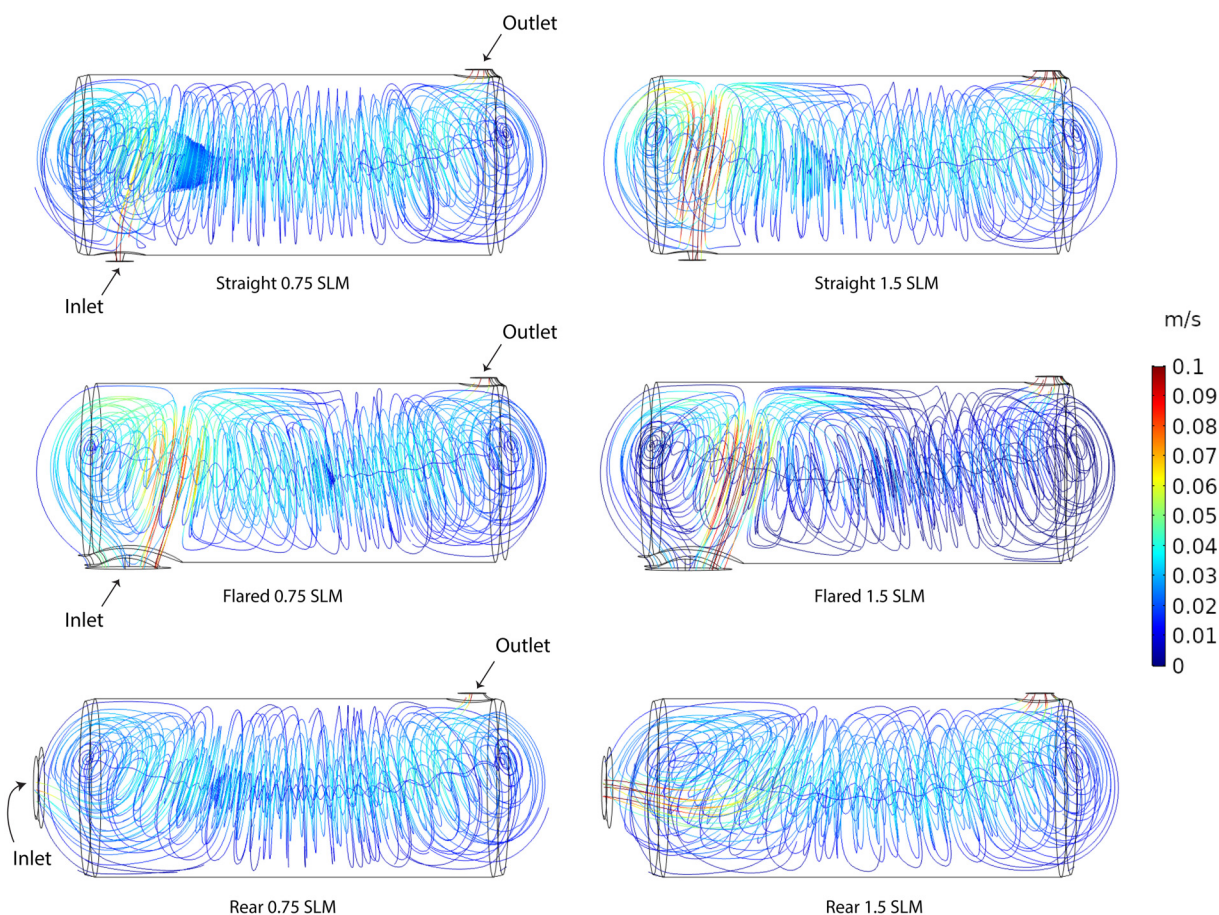 Outlet
Inlet
Straight 0.75 SLM
Straight 1.5 SLM
Outlet
Inlet
Flared 0.75 SLM
Flared 1.5 SLM
m/s
0.1
0.09
0.08
0.07
0.06
0.05
0.04
0.03
0.02
0.01
0
Outlet
Inlet
Rear 0.75 SLM
Rear 1.5 SLM